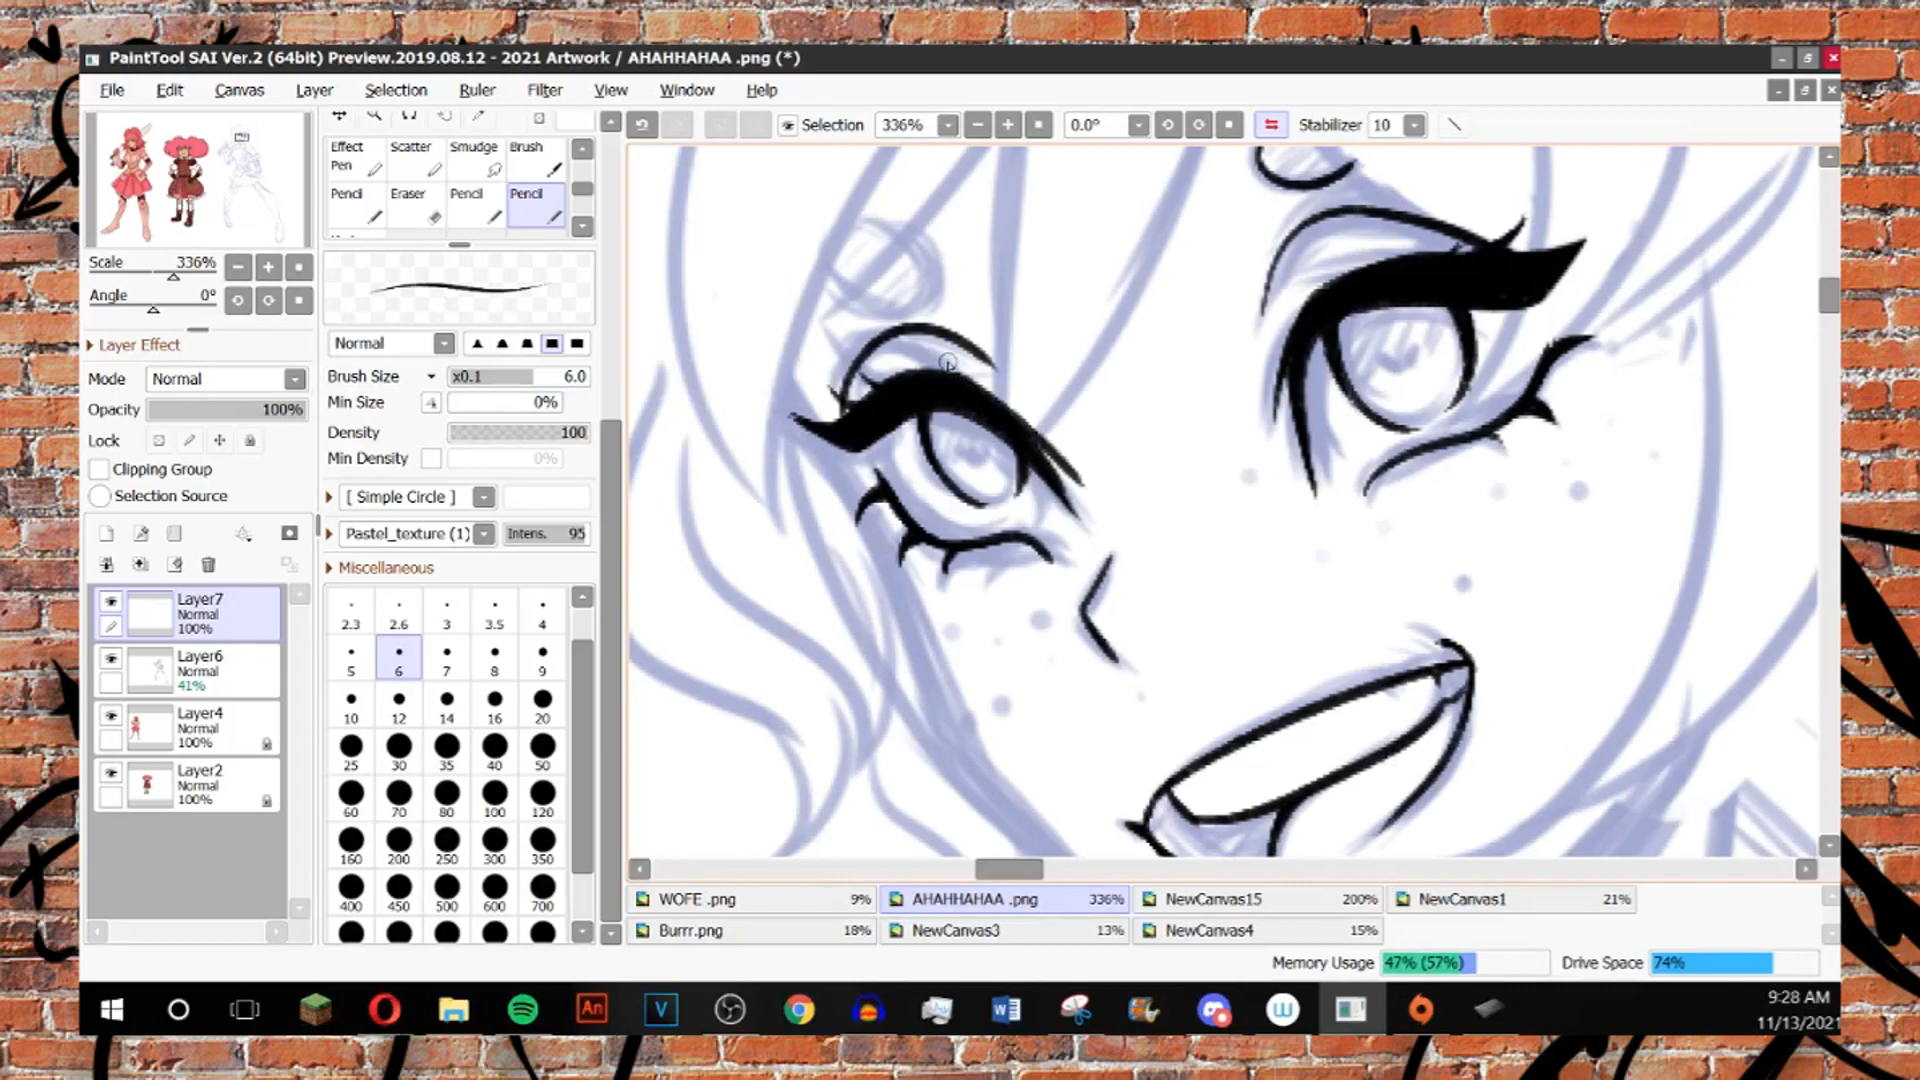 PaintTool SAI Ver.2 (64bit) Preview.2019.08.12 - 2021 Artwork / AHAHHAHAA .png (*)
File Edit Canvas Layer Selection Ruler Filter View Window Help
Selection 336% 0.0° Stabilizer 10
Scale 336%
Angle 0°
Layer Effect
Mode Normal
Opacity 100%
Lock
Clipping Group
Selection Source
Layer7
Normal
100%
Layer6
Normal
41%
Layer4
Normal
100%
Layer2
Normal
100%
Effect Pen Scatter Smudge Brush
Pencil Eraser Pencil Pencil
Normal
Brush Size x0.1 6.0
Min Size 0%
Density 100
Min Density 0%
[ Simple Circle ]
Pastel_texture (1) Intens. 95
Miscellaneous
2.3 2.6 3 3.5 4
5 6 7 8 9
10 12 14 16 20
25 30 35 40 50
60 70 80 100 120
160 200 250 300 350
400 450 500 600 700
WOFE .png 9% AHAHHAHAA .png 336% NewCanvas15 200% NewCanvas1 21%
Burrr.png 18% NewCanvas3 13% NewCanvas4 15%
Memory Usage 47% (57%) Drive Space 74%
An V W W
9:28 AM
11/13/2021